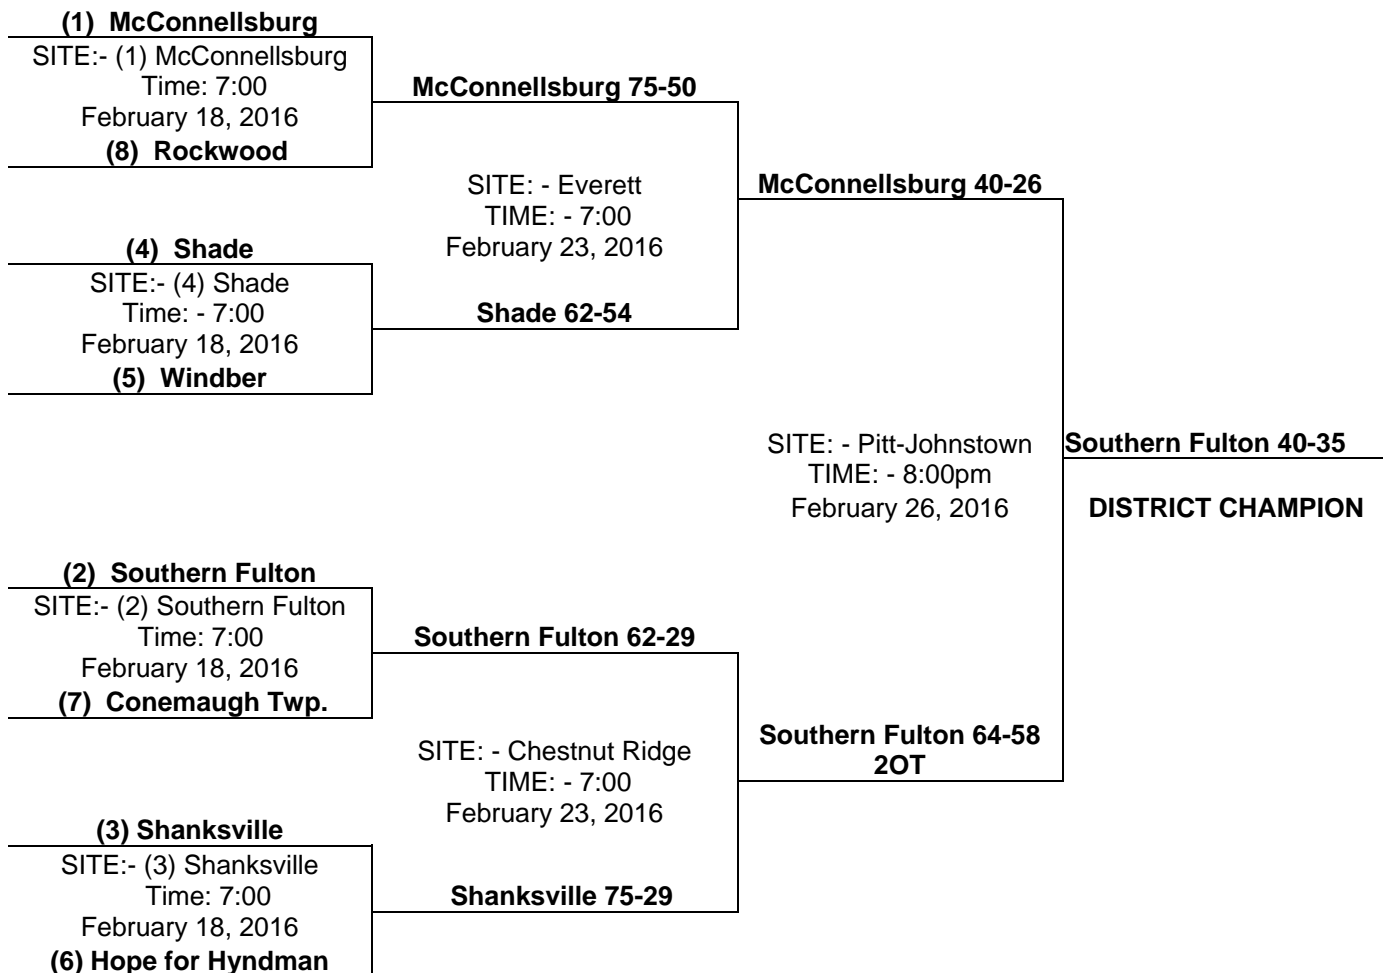 (1) McConnellsburg
SITE:- (1) McConnellsburg
Time: 7:00
February 18, 2016
(8) Rockwood
McConnellsburg 75-50
SITE: - Everett
TIME: - 7:00
February 23, 2016
McConnellsburg 40-26
(4) Shade
SITE:- (4) Shade
Time: - 7:00
February 18, 2016
(5) Windber
Shade 62-54
SITE: - Pitt-Johnstown
TIME: - 8:00pm
February 26, 2016
Southern Fulton 40-35
DISTRICT CHAMPION
(2) Southern Fulton
SITE:- (2) Southern Fulton
Time: 7:00
February 18, 2016
(7) Conemaugh Twp.
Southern Fulton 62-29
SITE: - Chestnut Ridge
TIME: - 7:00
February 23, 2016
Southern Fulton 64-58
2OT
(3) Shanksville
SITE:- (3) Shanksville
Time: 7:00
February 18, 2016
(6) Hope for Hyndman
Shanksville 75-29